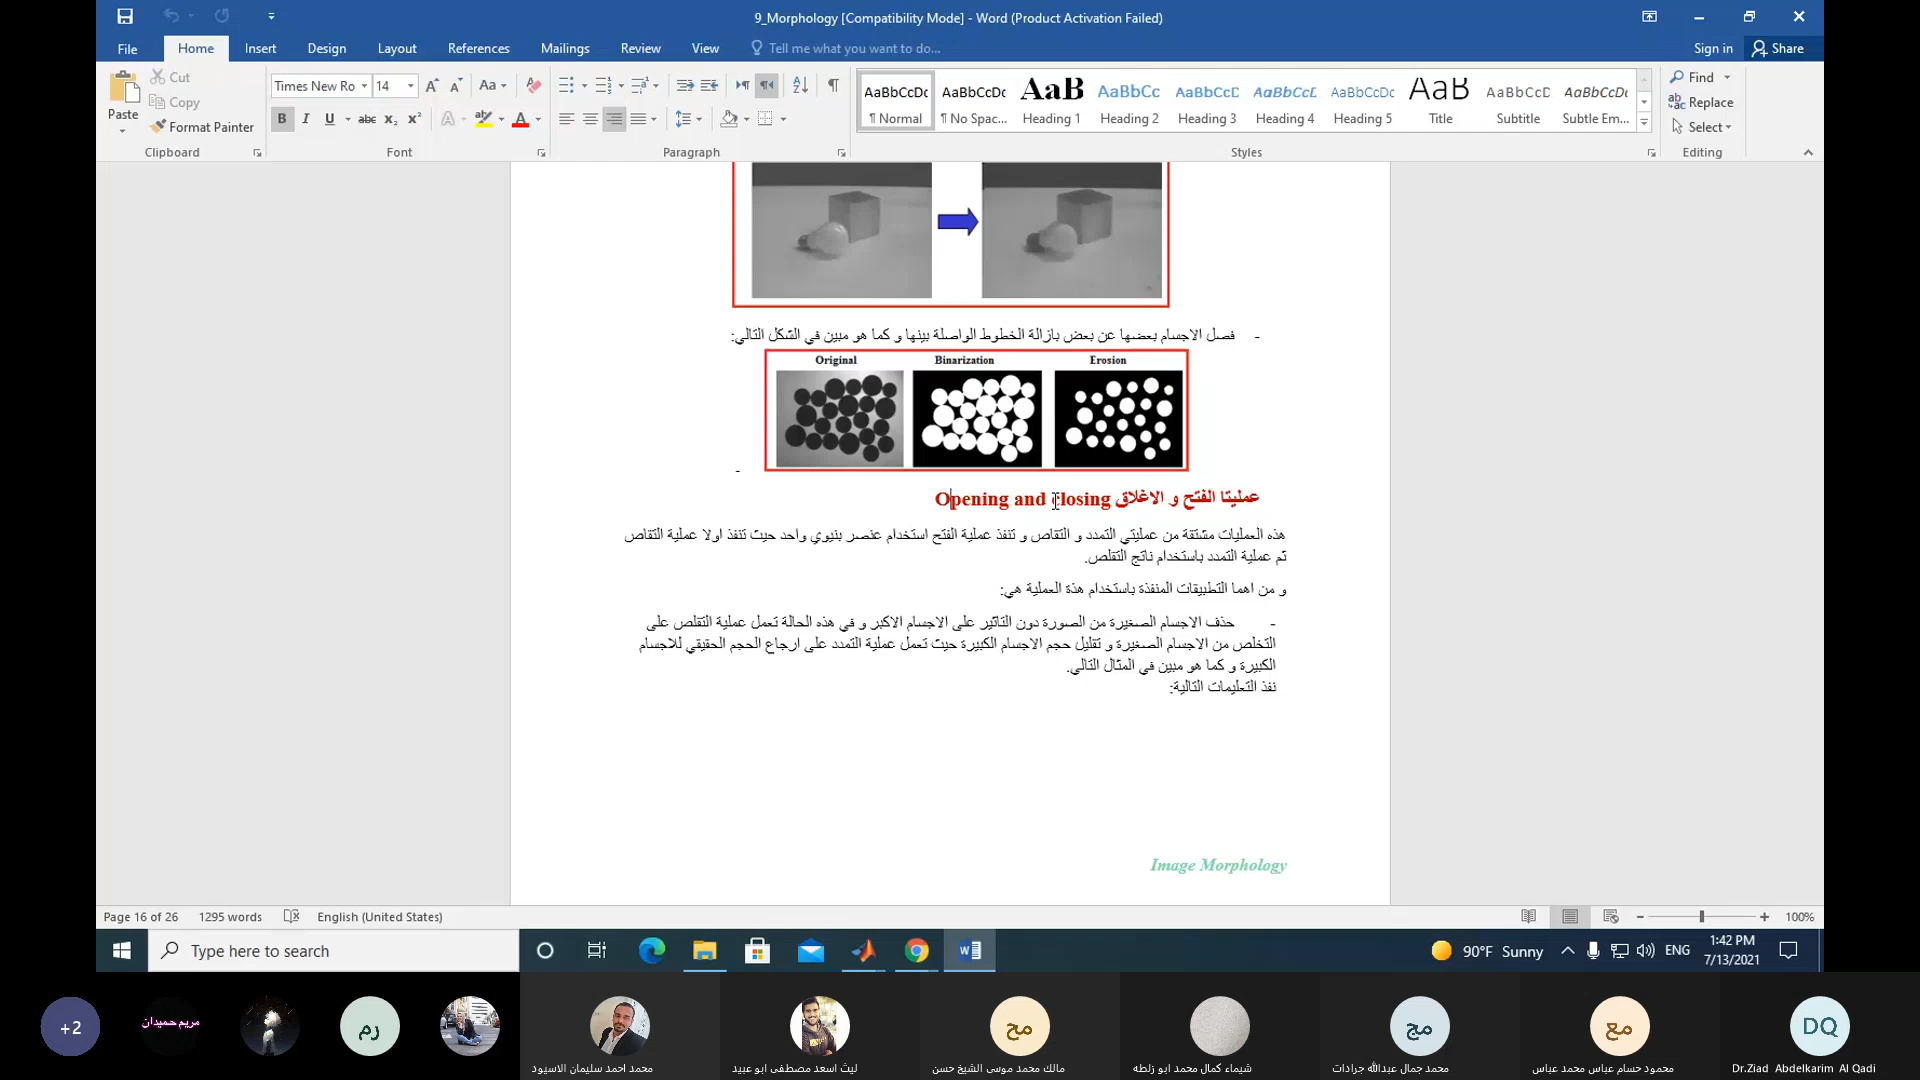 9_Morphology [Compatibility Mode] - Word (Product Activation Failed)
File Home Insert Design Layout References Mailings Review View Tell me what you want to do... Sign in Share
Cut
Copy
Paste
Format Painter
Clipboard
Times New Ro 14
Font
Paragraph
AaBbCcDc AaBbCcDc AaB AaBbCc AaBbCcD AaBbCcD AaBbCcDc AaB AaBbCcD AaBbCcDc
¶ Normal ¶ No Spac... Heading 1 Heading 2 Heading 3 Heading 4 Heading 5 Title Subtitle Subtle Em...
Styles
Find
Replace
Select
Editing
- فصل الاجسام بعضها عن بعض بازالة الخطوط الواصلة بينها و كما هو مبين في الشكل التالي:
Original Binarization Erosion
عمليتا الفتح و الاغلاق Opening and closing
هذه العمليات مشتقة من عمليتي التمدد و التقاص و تنفذ عملية الفتح استخدام عنصر بنيوي واحد حيث تنفذ اولا عملية التقاص
ثم عملية التمدد باستخدام ناتج التقلص.
و من اهما التطبيقات المنفذة باستخدام هذة العملية هي:
- حذف الاجسام الصغيرة من الصورة دون التاثير على الاجسام الاكبر و في هذه الحالة تعمل عملية التقلص على
التخلص من الاجسام الصغيرة و تقليل حجم الاجسام الكبيرة حيث تعمل عملية التمدد على ارجاع الحجم الحقيقي للاجسام
الكبيرة و كما هو مبين في المثال التالي.
نفذ التعليمات التالية:
Image Morphology
Page 16 of 26 1295 words English (United States) 100%
Type here to search
90°F Sunny ENG 1:42 PM
7/13/2021
+2
مريم حميدان
رم
مح
مج
مع
DQ
محمد احمد سليمان الاسيود
ليث اسعد مصطفى ابو عبيد
مالك محمد موسى الشيخ حسن
شيماء كمال محمد ابو زلطه
محمد جمال عبدالله جرادات
محمود حسام عباس محمد عباس
Dr.Ziad Abdelkarim Al Qadi